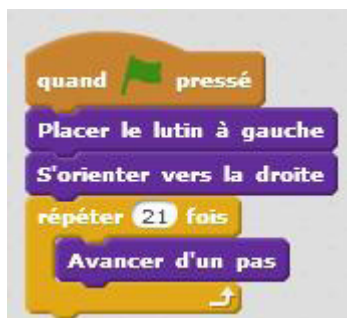 quand pressé
Placer le lutin à gauche
S'orienter vers la droite
répéter 21 fois
Avancer d'un pas